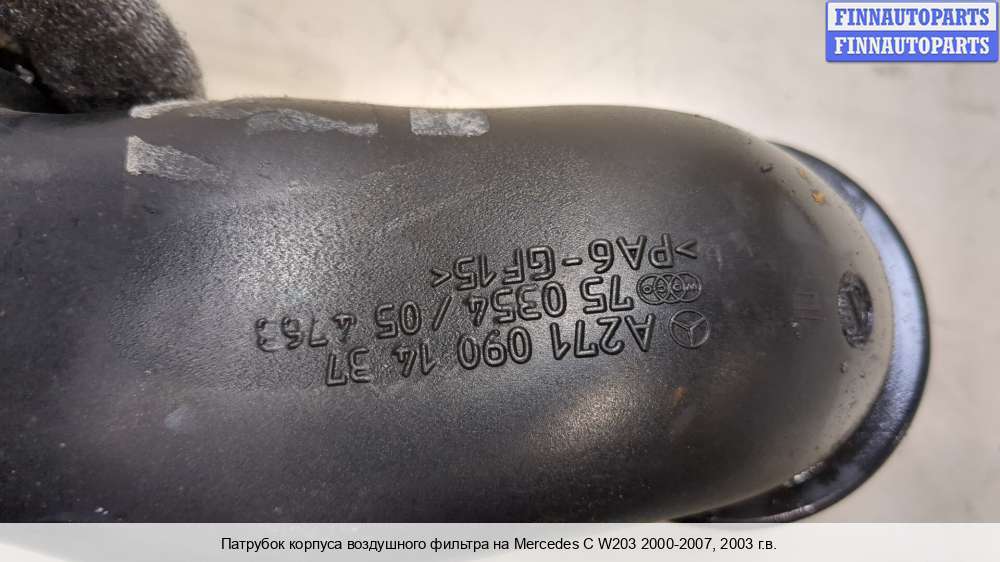 FINNAUTOPARTS
FINNAUTOPARTS
A271 090 14 37
75 0354/05 4763
>PA6-GF15<
Патрубок корпуса воздушного фильтра на Mercedes C W203 2000-2007, 2003 г.в.